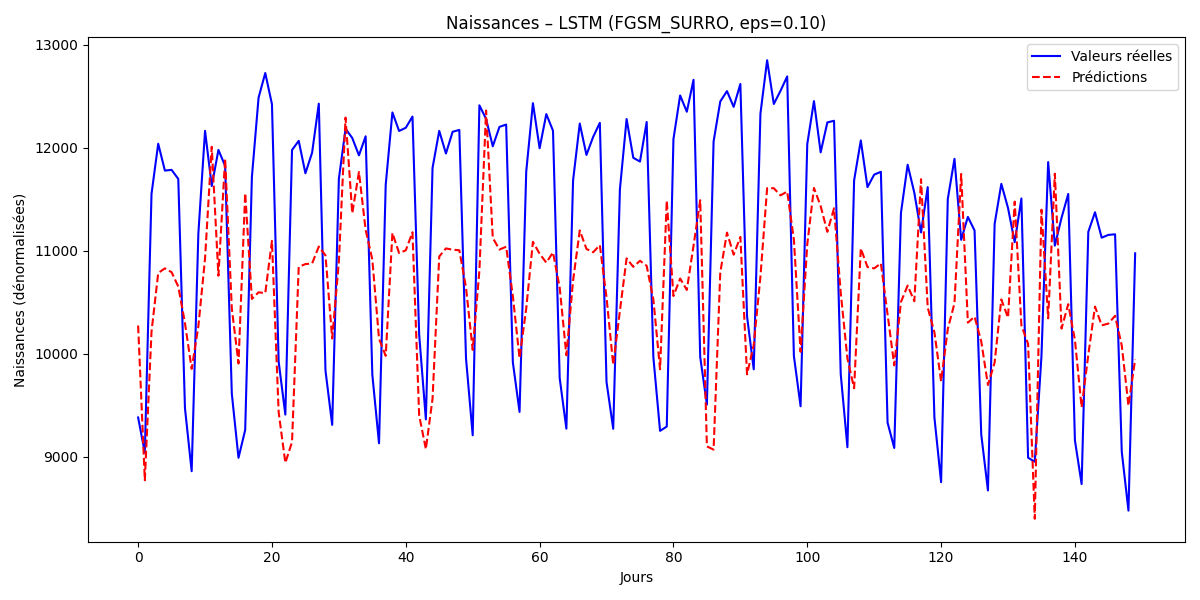 Naissances – LSTM (FGSM_SURRO, eps=0.10)
Valeurs réelles
Prédictions
Naissances (dénormalisées)
13000
12000
11000
10000
9000
0 20 40 60 80 100 120 140
Jours